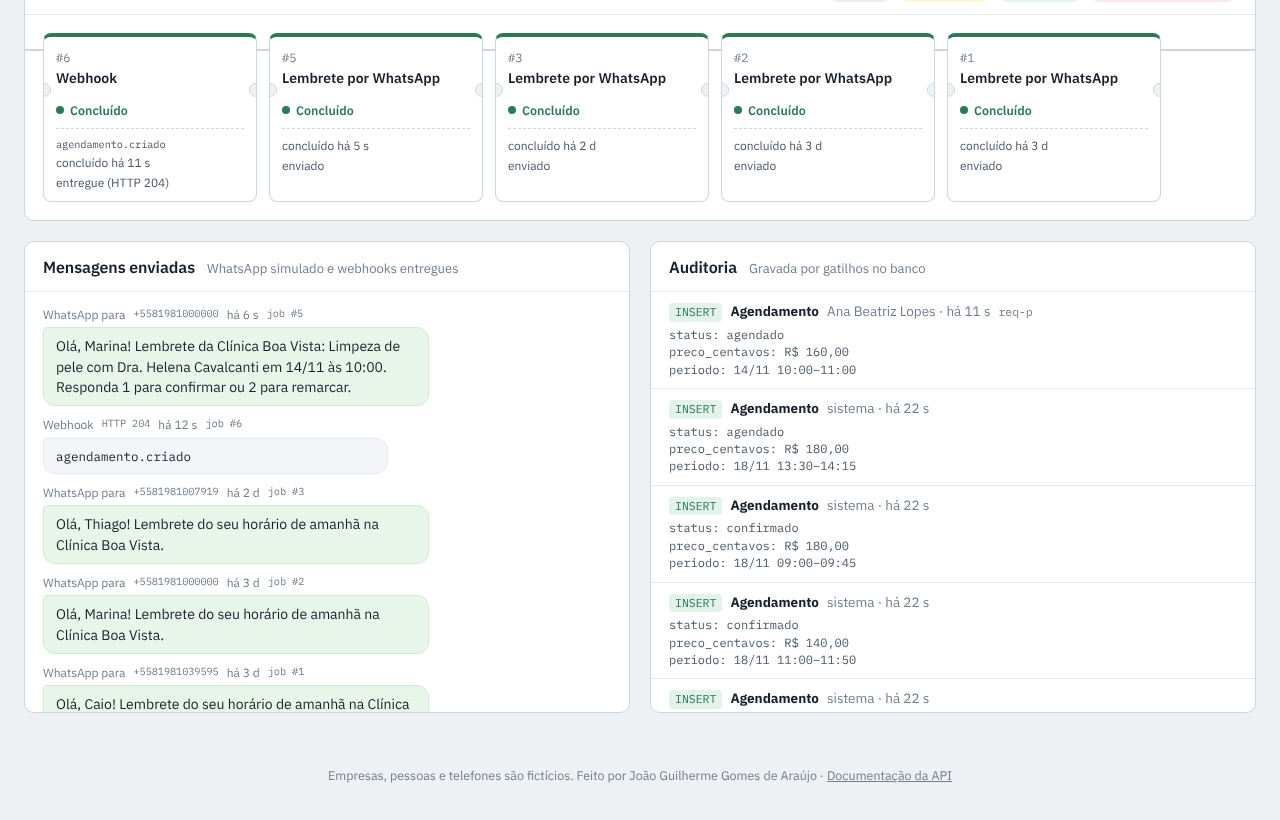 #6
Webhook
Concluído
agendamento.criado
concluído há 11 s
entregue (HTTP 204)
#5
Lembrete por WhatsApp
Concluído
concluído há 5 s
enviado
#3
Lembrete por WhatsApp
Concluído
concluído há 2 d
enviado
#2
Lembrete por WhatsApp
Concluído
concluído há 3 d
enviado
#1
Lembrete por WhatsApp
Concluído
concluído há 3 d
enviado
Mensagens enviadas WhatsApp simulado e webhooks entregues
WhatsApp para +5581981000000 há 6 s job #5
Olá, Marina! Lembrete da Clínica Boa Vista: Limpeza de
pele com Dra. Helena Cavalcanti em 14/11 às 10:00.
Responda 1 para confirmar ou 2 para remarcar.
Webhook HTTP 204 há 12 s job #6
agendamento.criado
WhatsApp para +5581981007919 há 2 d job #3
Olá, Thiago! Lembrete do seu horário de amanhã na
Clínica Boa Vista.
WhatsApp para +5581981000000 há 3 d job #2
Olá, Marina! Lembrete do seu horário de amanhã na
Clínica Boa Vista.
WhatsApp para +5581981039595 há 3 d job #1
Olá, Caio! Lembrete do seu horário de amanhã na Clínica
Auditoria Gravada por gatilhos no banco
INSERT Agendamento Ana Beatriz Lopes · há 11 s req-p
status: agendado
preco_centavos: R$ 160,00
periodo: 14/11 10:00–11:00
INSERT Agendamento sistema · há 22 s
status: agendado
preco_centavos: R$ 180,00
periodo: 18/11 13:30–14:15
INSERT Agendamento sistema · há 22 s
status: confirmado
preco_centavos: R$ 180,00
periodo: 18/11 09:00–09:45
INSERT Agendamento sistema · há 22 s
status: confirmado
preco_centavos: R$ 140,00
periodo: 18/11 11:00–11:50
INSERT Agendamento sistema · há 22 s
Empresas, pessoas e telefones são fictícios. Feito por João Guilherme Gomes de Araújo · Documentação da API